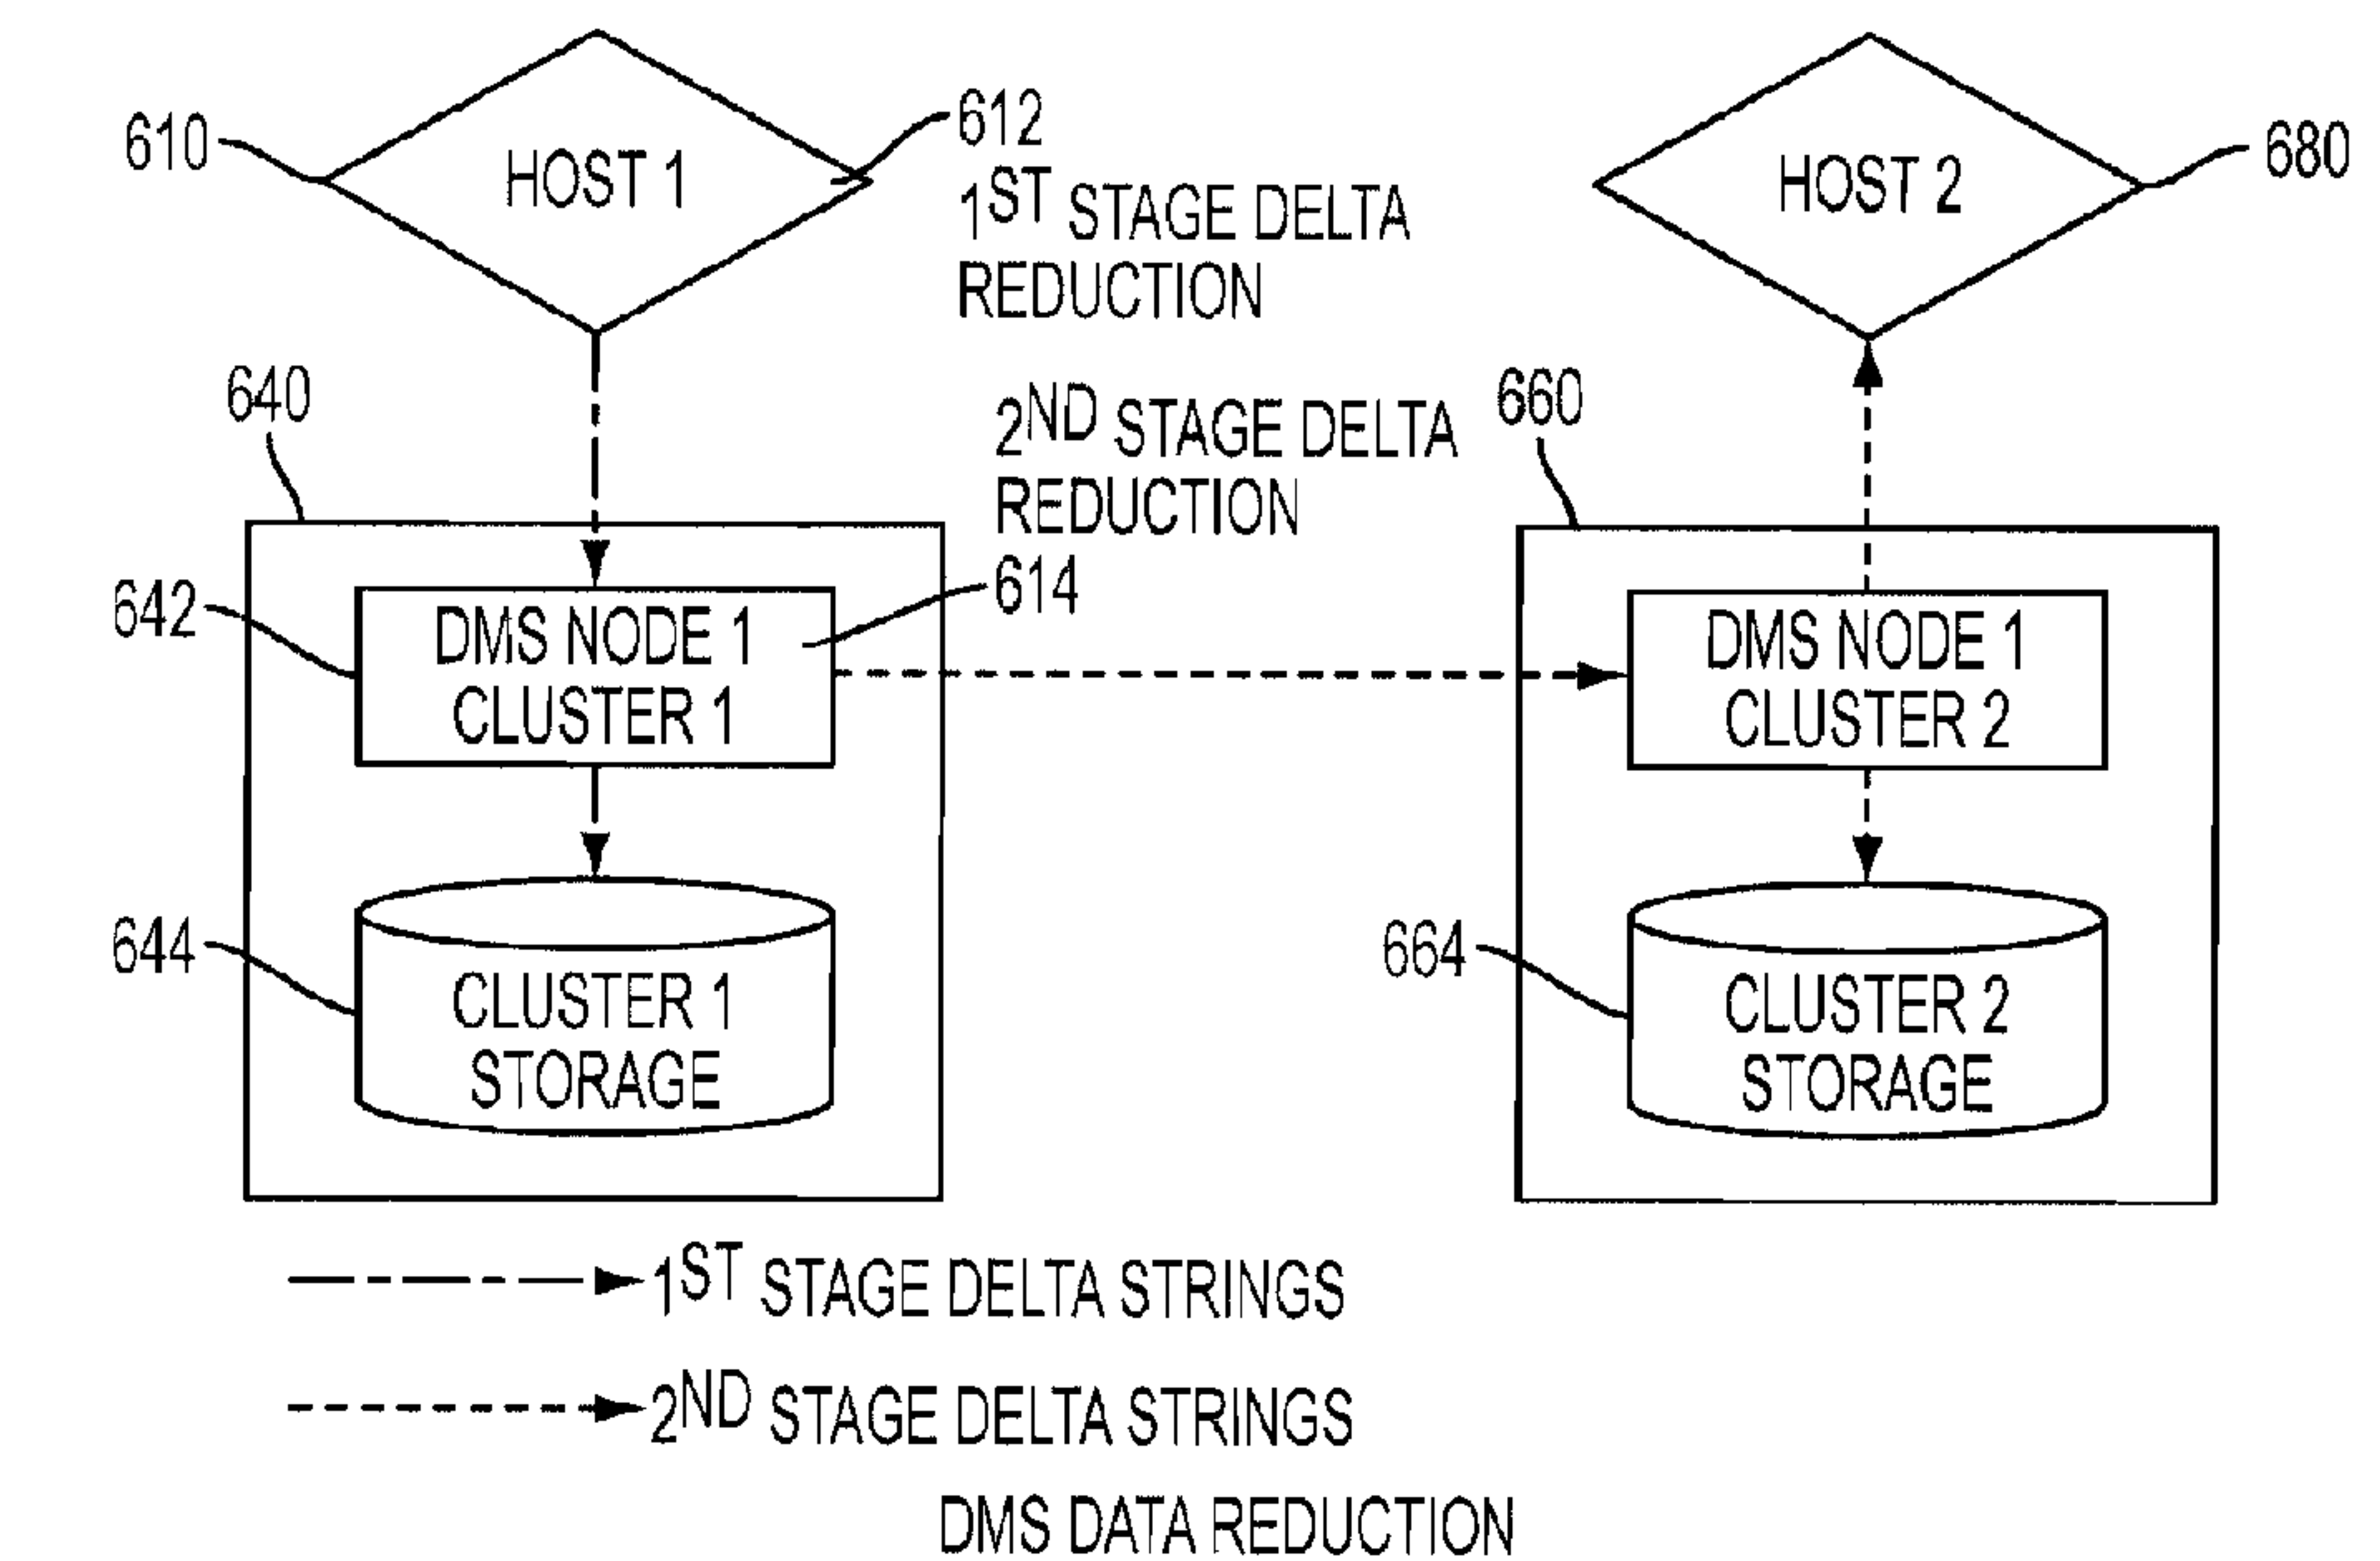 610
HOST 1
612
1ST STAGE DELTA
REDUCTION
HOST 2
680
640
2ND STAGE DELTA
REDUCTION
614
660
642
DMS NODE 1
CLUSTER 1
DMS NODE 1
CLUSTER 2
644
CLUSTER 1
STORAGE
664
CLUSTER 2
STORAGE
1ST STAGE DELTA STRINGS
2ND STAGE DELTA STRINGS
DMS DATA REDUCTION